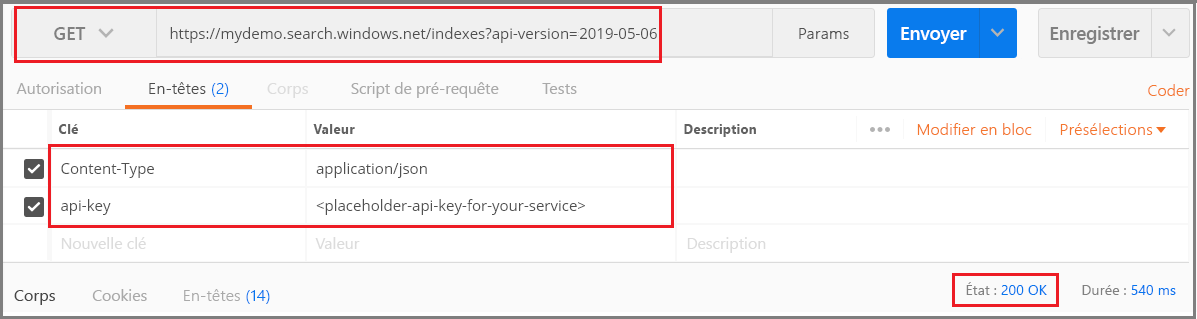 GET https://mydemo.search.windows.net/indexes?api-version=2019-05-06 Params Envoyer Enregistrer
Autorisation En-têtes (2) Corps Script de pré-requête Tests Coder
Clé Valeur Description ••• Modifier en bloc Présélections
Content-Type application/json
api-key <placeholder-api-key-for-your-service>
Nouvelle clé Valeur Description
Corps Cookies En-têtes (14) État : 200 OK Durée : 540 ms